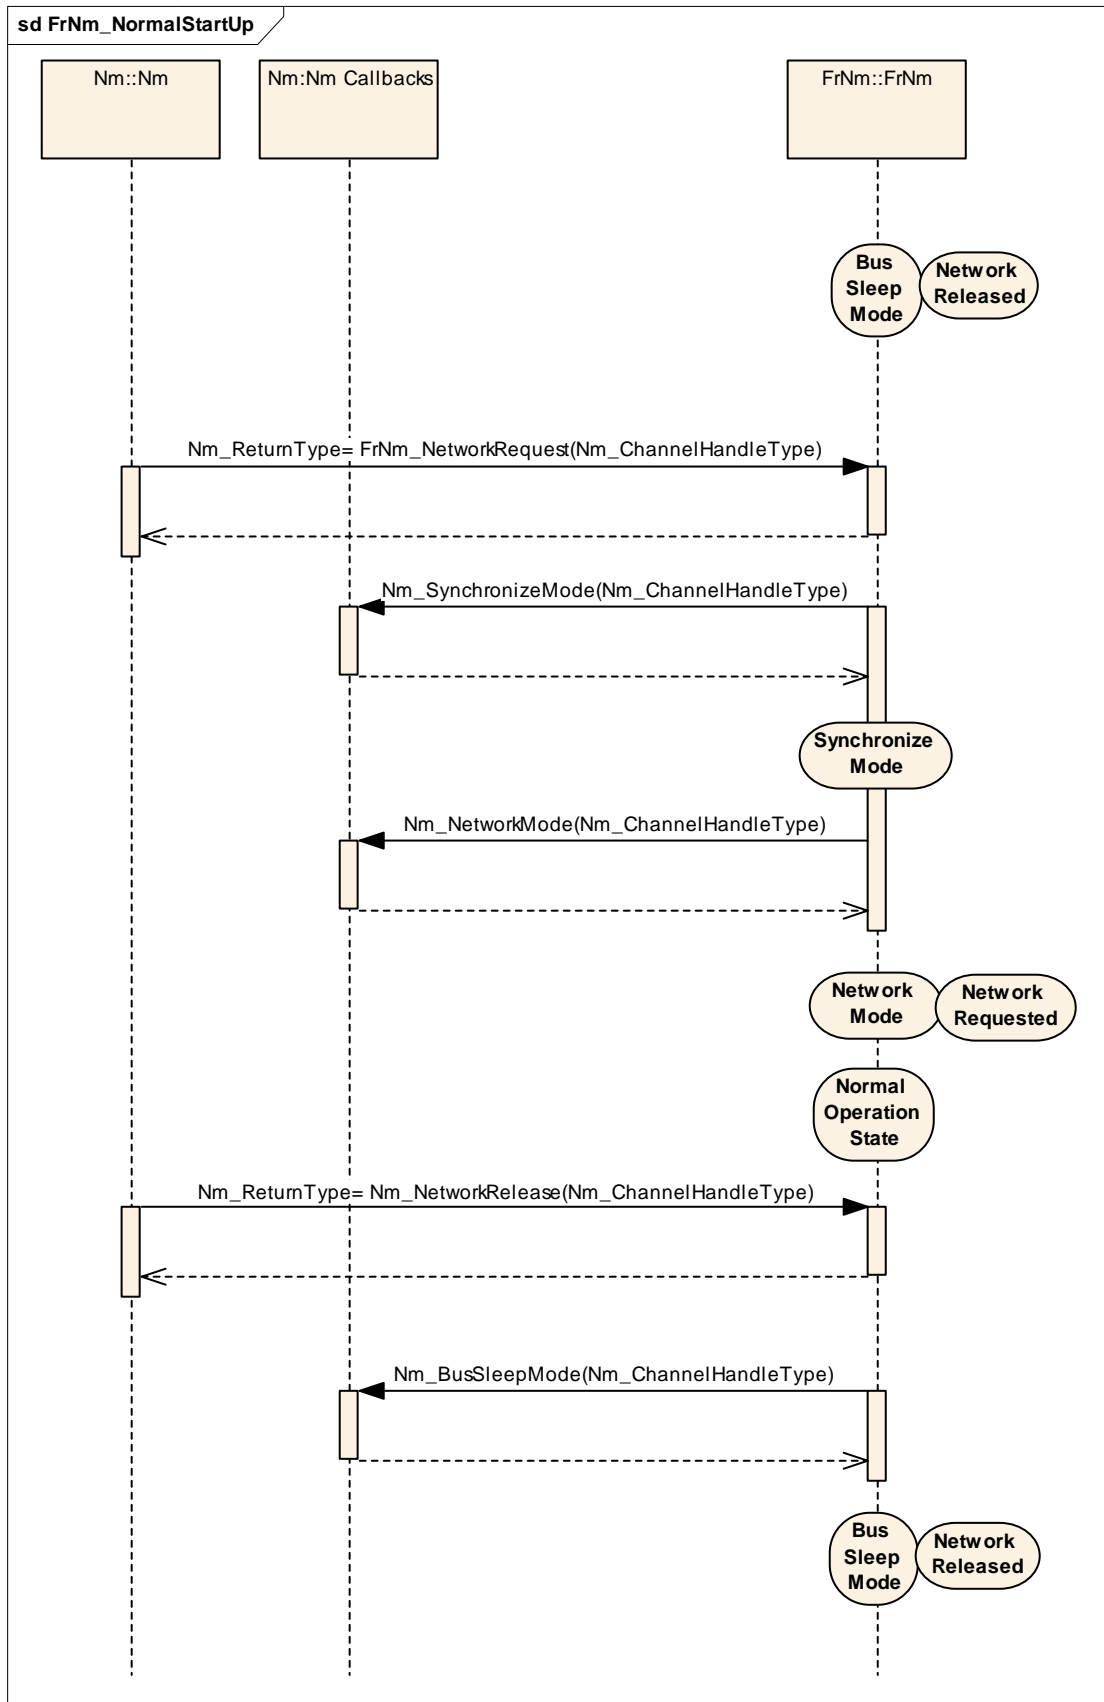 sd FrNm_NormalStartUp
Nm::Nm
Nm:Nm Callbacks
FrNm::FrNm
Bus
Sleep
Mode
Network
Released
Nm_ReturnType= FrNm_NetworkRequest(Nm_ChannelHandleType)
Nm_SynchronizeMode(Nm_ChannelHandleType)
Synchronize
Mode
Nm_NetworkMode(Nm_ChannelHandleType)
Network
Mode
Network
Requested
Normal
Operation
State
Nm_ReturnType= Nm_NetworkRelease(Nm_ChannelHandleType)
Nm_BusSleepMode(Nm_ChannelHandleType)
Bus
Sleep
Mode
Network
Released